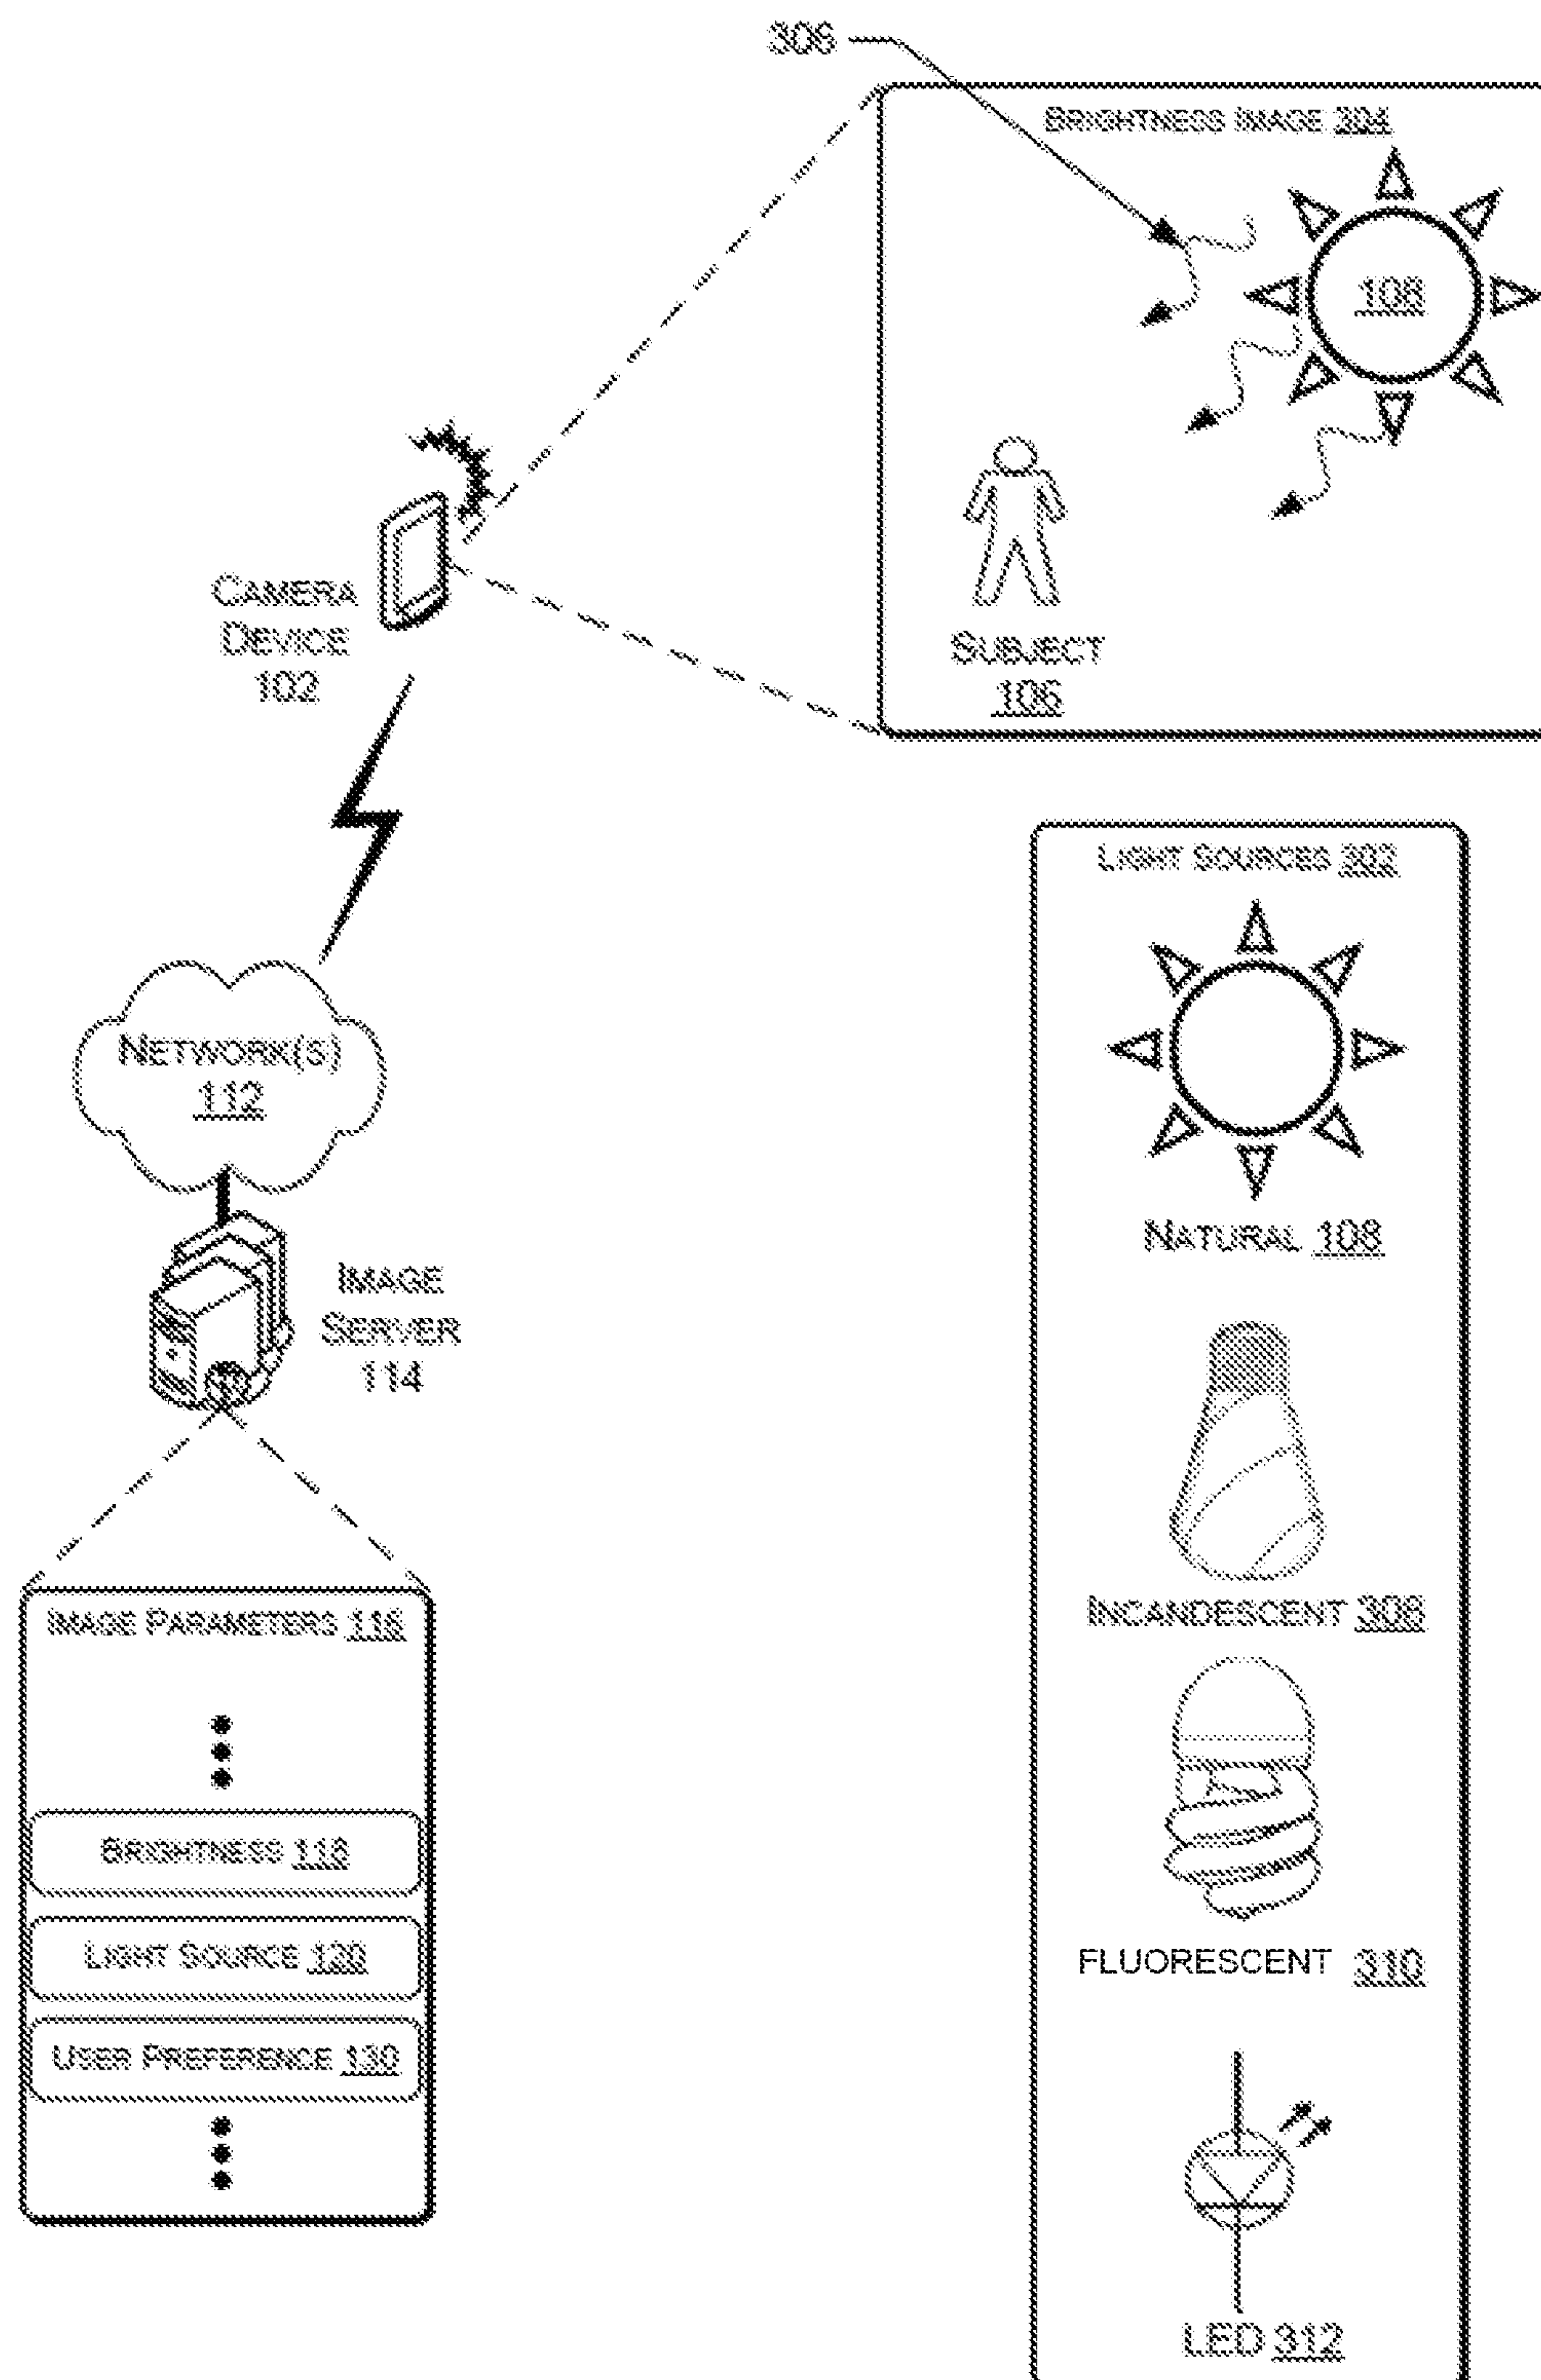 306
BRIGHTNESS IMAGE 304
108
CAMERA
DEVICE
102
SUBJECT
106
LIGHT SOURCES 302
NATURAL 108
NETWORK(S)
112
IMAGE
SERVER
114
INCANDESCENT 308
IMAGE PARAMETERS 116
BRIGHTNESS 118
LIGHT SOURCE 120
USER PREFERENCE 130
FLUORESCENT 310
LED 312